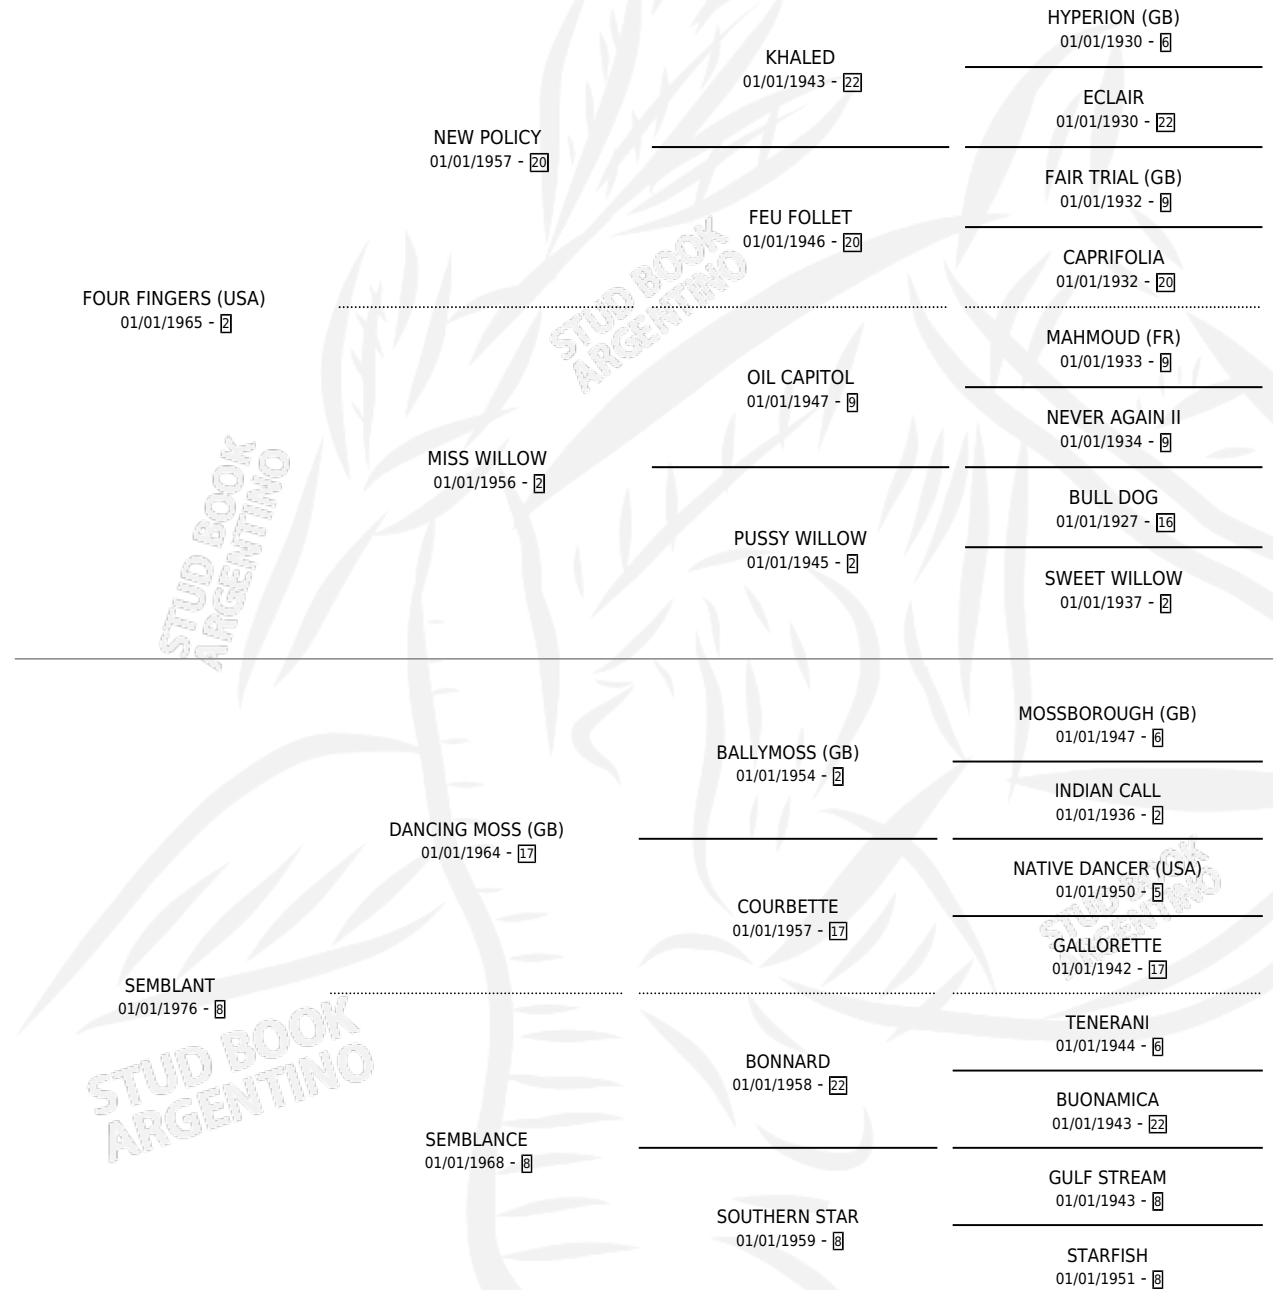 HYPERION (GB)
01/01/1930 - 6
KHALED
01/01/1943 - 22
ECLAIR
01/01/1930 - 22
NEW POLICY
01/01/1957 - 20
FAIR TRIAL (GB)
01/01/1932 - 9
FEU FOLLET
01/01/1946 - 20
CAPRIFOLIA
01/01/1932 - 20
FOUR FINGERS (USA)
01/01/1965 - 2
MAHMOUD (FR)
01/01/1933 - 9
OIL CAPITOL
01/01/1947 - 9
NEVER AGAIN II
01/01/1934 - 9
MISS WILLOW
01/01/1956 - 2
BULL DOG
01/01/1927 - 16
PUSSY WILLOW
01/01/1945 - 2
SWEET WILLOW
01/01/1937 - 2
MOSSBOROUGH (GB)
01/01/1947 - 6
BALLYMOSS (GB)
01/01/1954 - 2
INDIAN CALL
01/01/1936 - 2
DANCING MOSS (GB)
01/01/1964 - 17
NATIVE DANCER (USA)
01/01/1950 - 5
COURBETTE
01/01/1957 - 17
GALLORETTE
01/01/1942 - 17
SEMBLANT
01/01/1976 - 8
TENERANI
01/01/1944 - 6
BONNARD
01/01/1958 - 22
BUONAMICA
01/01/1943 - 22
SEMBLANCE
01/01/1968 - 8
GULF STREAM
01/01/1943 - 8
SOUTHERN STAR
01/01/1959 - 8
STARFISH
01/01/1951 - 8
STUD BOOK
ARGENTINO
STUD BOOK
ARGENTINO
STUD BOOK
ARGENTINO
STUD BOOK
ARGENTINO